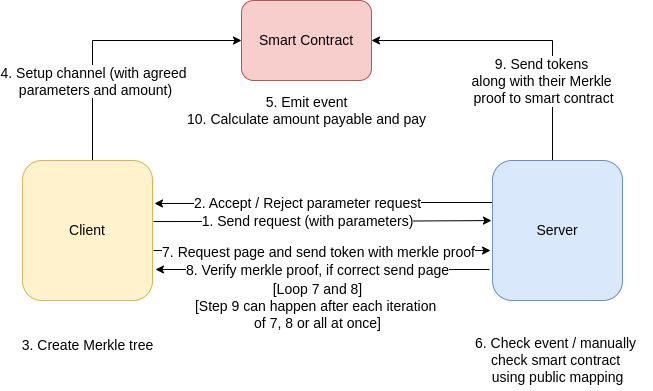 Smart Contract
4. Setup channel (with agreed
parameters and amount)
9. Send tokens
along with their Merkle
proof to smart contract
5. Emit event
10. Calculate amount payable and pay
Client
Server
2. Accept / Reject parameter request
1. Send request (with parameters)
7. Request page and send token with merkle proof
8. Verify merkle proof, if correct send page
[Loop 7 and 8]
[Step 9 can happen after each iteration
of 7, 8 or all at once]
3. Create Merkle tree
6. Check event / manually
check smart contract
using public mapping